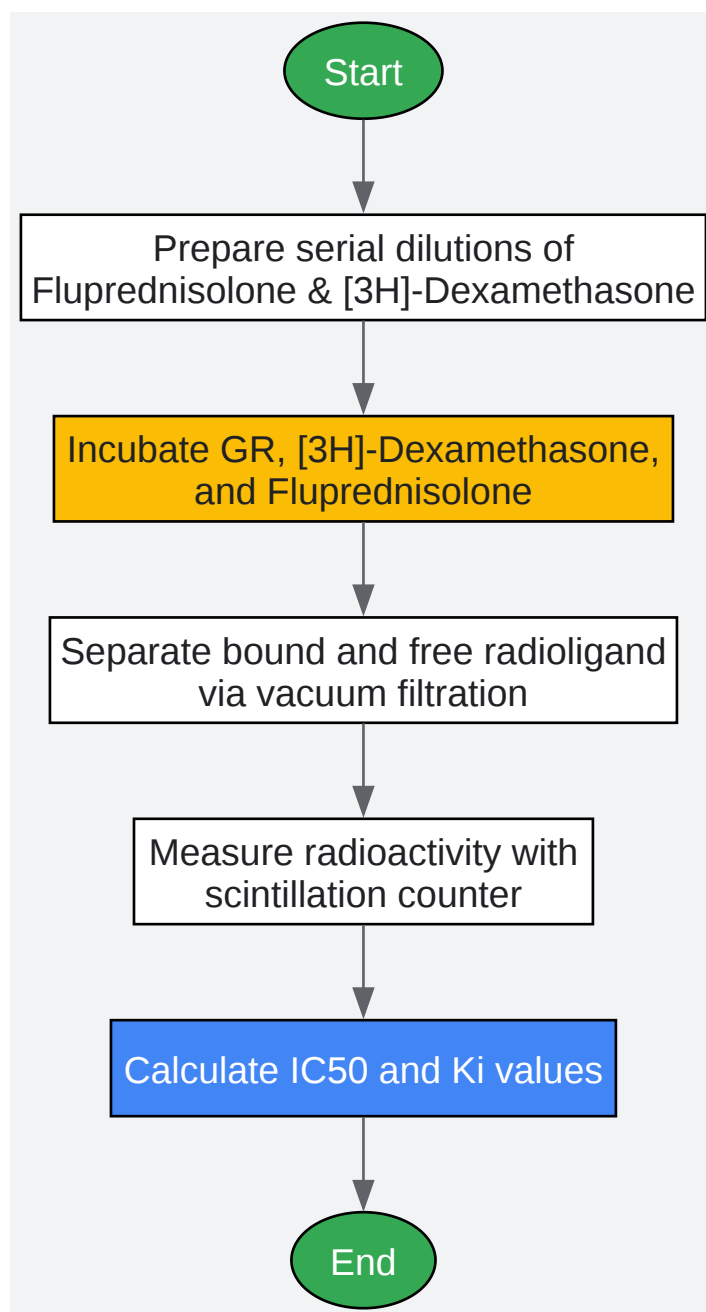 Start
Prepare serial dilutions of
Fluprednisolone & [3H]-Dexamethasone
Incubate GR, [3H]-Dexamethasone,
and Fluprednisolone
Separate bound and free radioligand
via vacuum filtration
Measure radioactivity with
scintillation counter
Calculate IC50 and Ki values
End